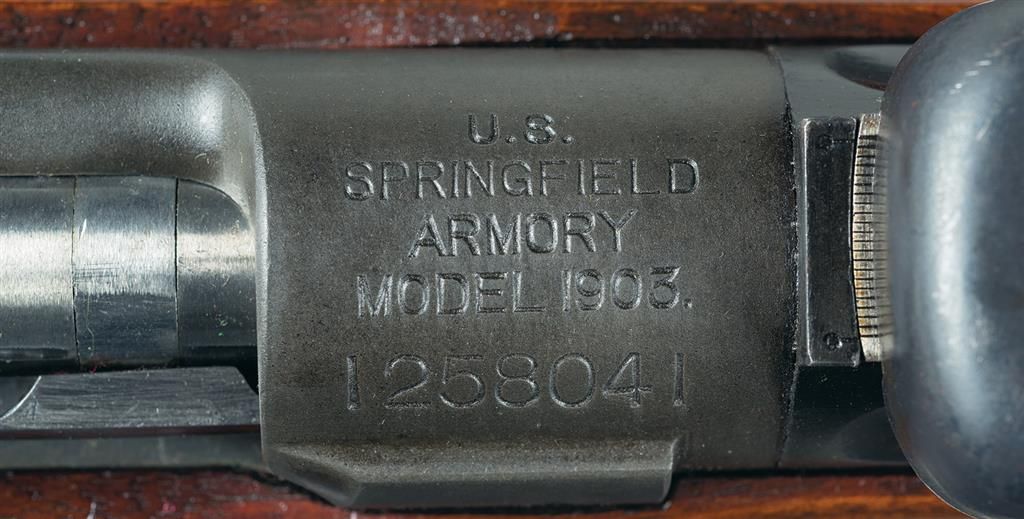 U.S.
SPRINGFIELD
ARMORY
MODEL 1903.
1258041